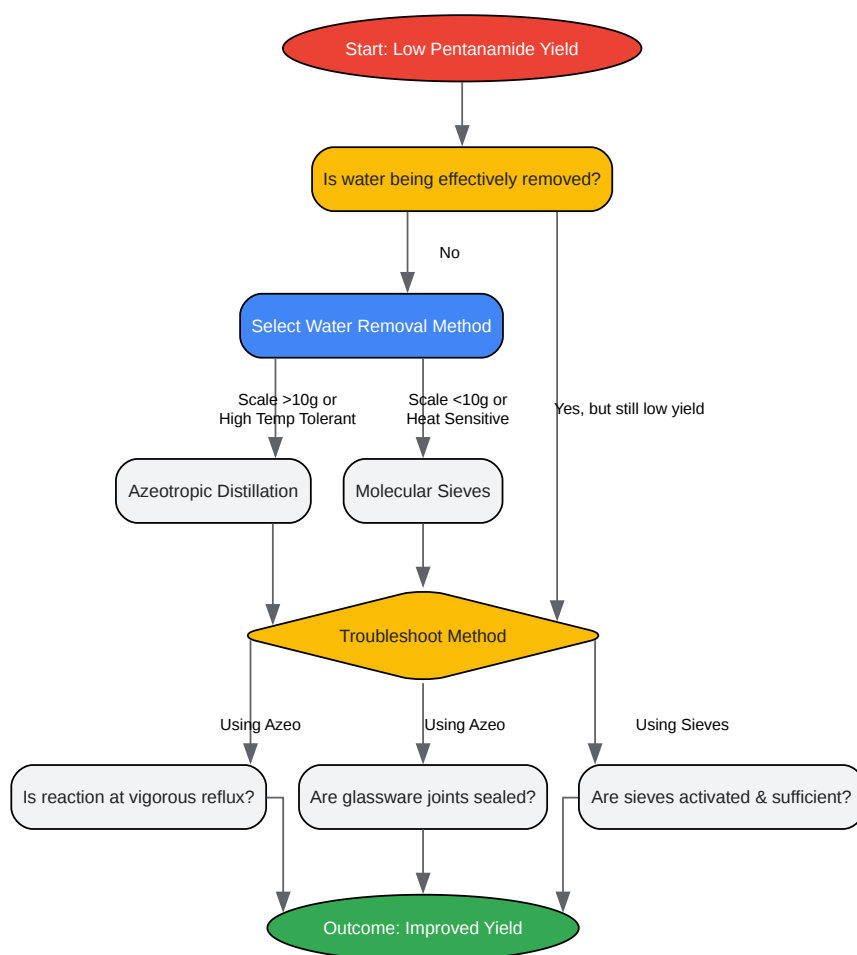 Start: Low Pentanamide Yield
Is water being effectively removed?
No
Select Water Removal Method
Scale >10g or
High Temp Tolerant
Scale <10g or
Heat Sensitive
Yes, but still low yield
Azeotropic Distillation
Molecular Sieves
Troubleshoot Method
Using Azeo
Using Azeo
Using Sieves
Is reaction at vigorous reflux?
Are glassware joints sealed?
Are sieves activated & sufficient?
Outcome: Improved Yield